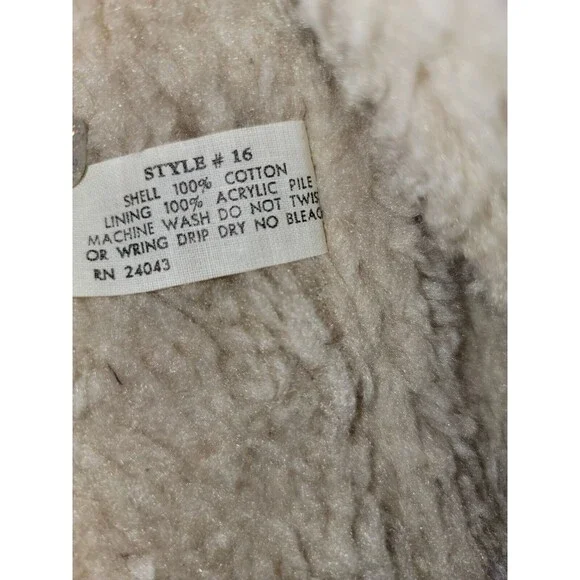 STYLE # 16
SHELL 100% COTTON
LINING 100% ACRYLIC PILE
MACHINE WASH DO NOT TWIS
OR WRING DRIP DRY NO BLEAC
RN 24043